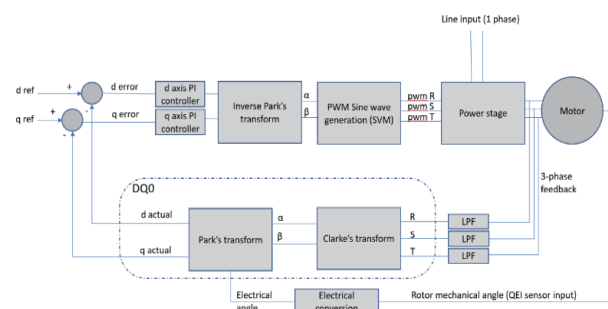 Line input (1 phase)
d ref
+
-
d error
d axis PI
controller
q ref
+
-
q error
q axis PI
controller
Inverse Park's
transform
α
β
PWM Sine wave
generation (SVM)
pwm R
pwm S
pwm T
Power stage
Motor
3-phase
feedback
DQ0
d actual
q actual
Park's transform
α
β
Clarke's transform
R
S
T
LPF
LPF
LPF
Electrical
angle
Electrical
conversion
Rotor mechanical angle (QEI sensor input)